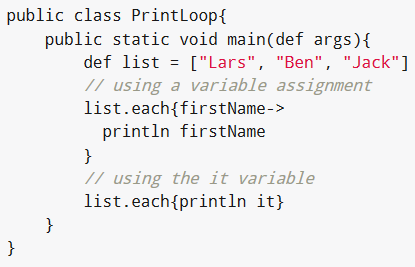 public class PrintLoop{
    public static void main(def args){
        def list = ["Lars", "Ben", "Jack"]
        // using a variable assignment
        list.each{firstName->
          println firstName
        }
        // using the it variable
        list.each{println it}
    }
}